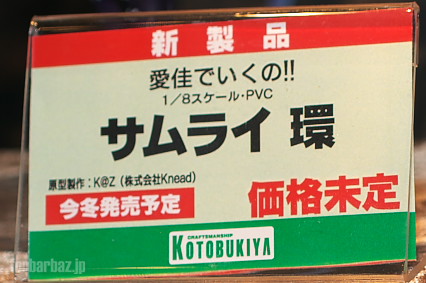 新製品
愛佳でいくの!!
1/8スケール・PVC
サムライ 環
原型製作：K@Z（株式会社Knead）
今冬発売予定
価格未定
CRAFTSMANSHIP
KOTOBUKIYA
foobarbaz.jp